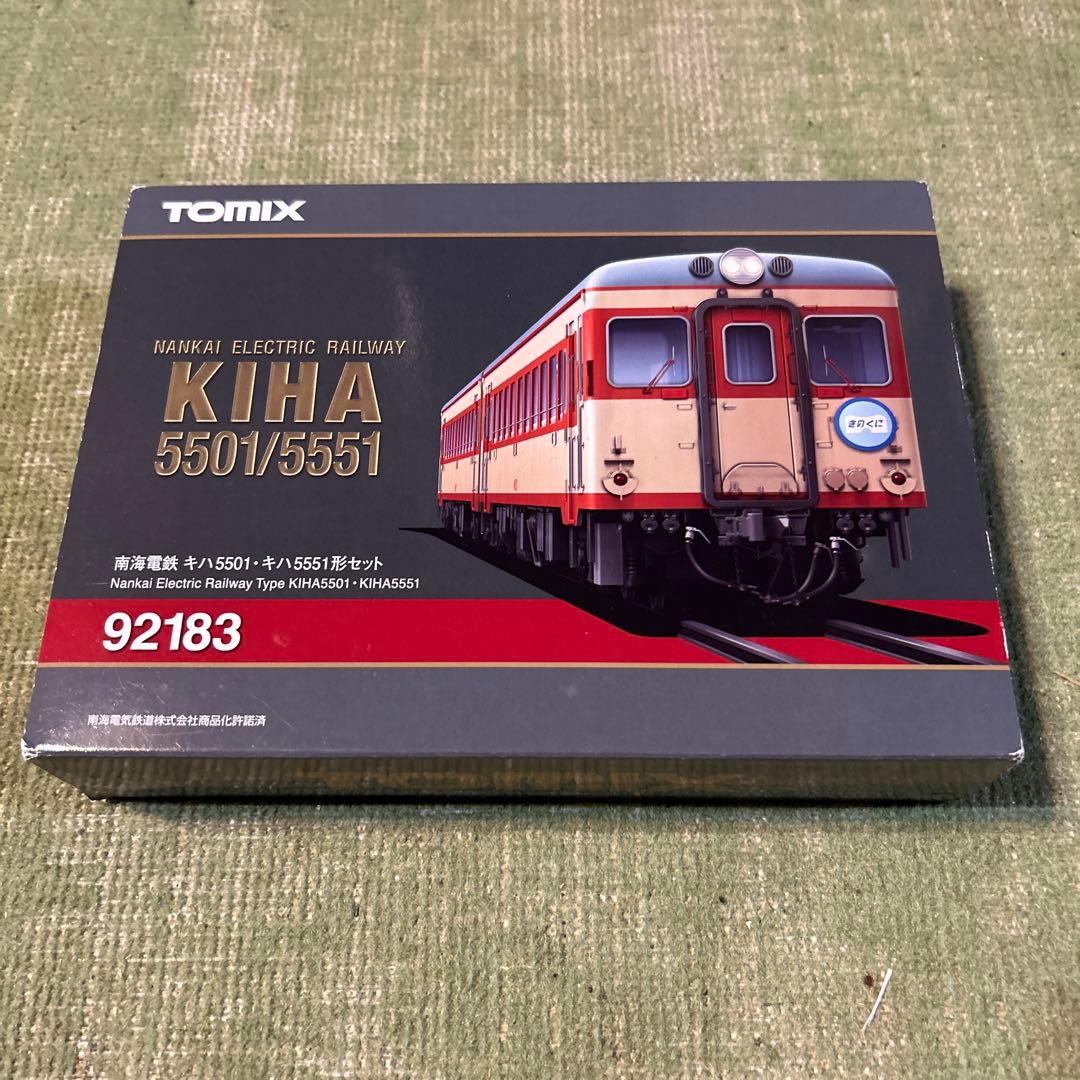 TOMIX
NANKAI ELECTRIC RAILWAY
KIHA
5501/5551
きのくに
南海電鉄 キハ5501・キハ5551形セット
Nankai Electric Railway Type KIHA5501・KIHA5551
92183
南海電気鉄道株式会社商品化許諾済